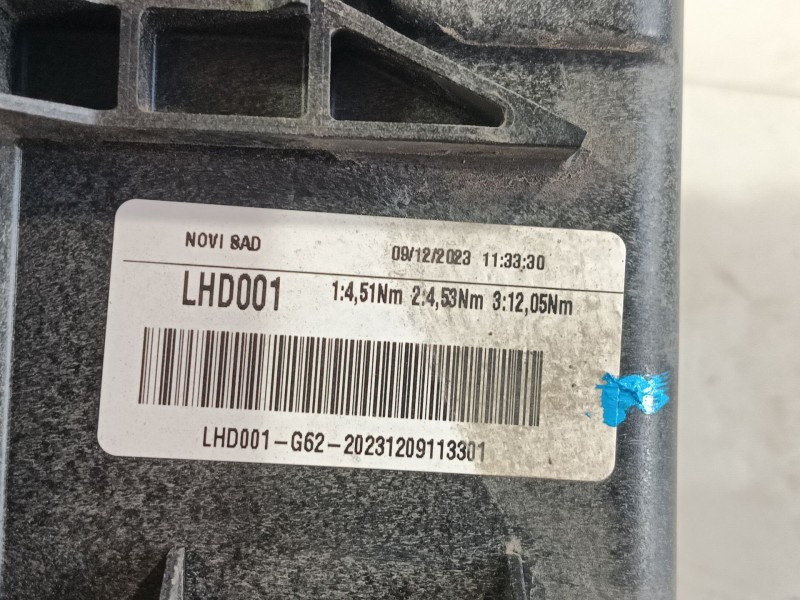 NOVI SAD 09/12/2023 11:33:30
LHD001 1:4,51Nm 2:4,53Nm 3:12,05Nm
LHD001-G62-20231209113301